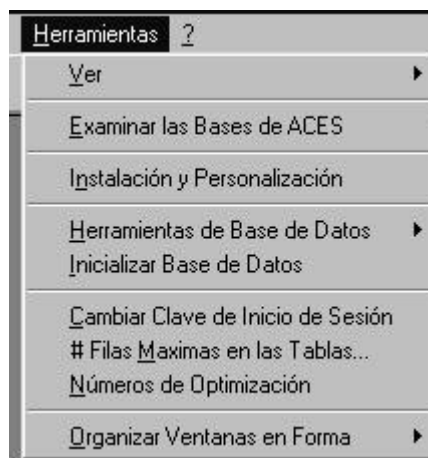 Herramientas ?
Ver
Examinar las Bases de ACES
Instalación y Personalización
Herramientas de Base de Datos
Inicializar Base de Datos
Cambiar Clave de Inicio de Sesión
# Filas Maximas en las Tablas...
Números de Optimización
Organizar Ventanas en Forma